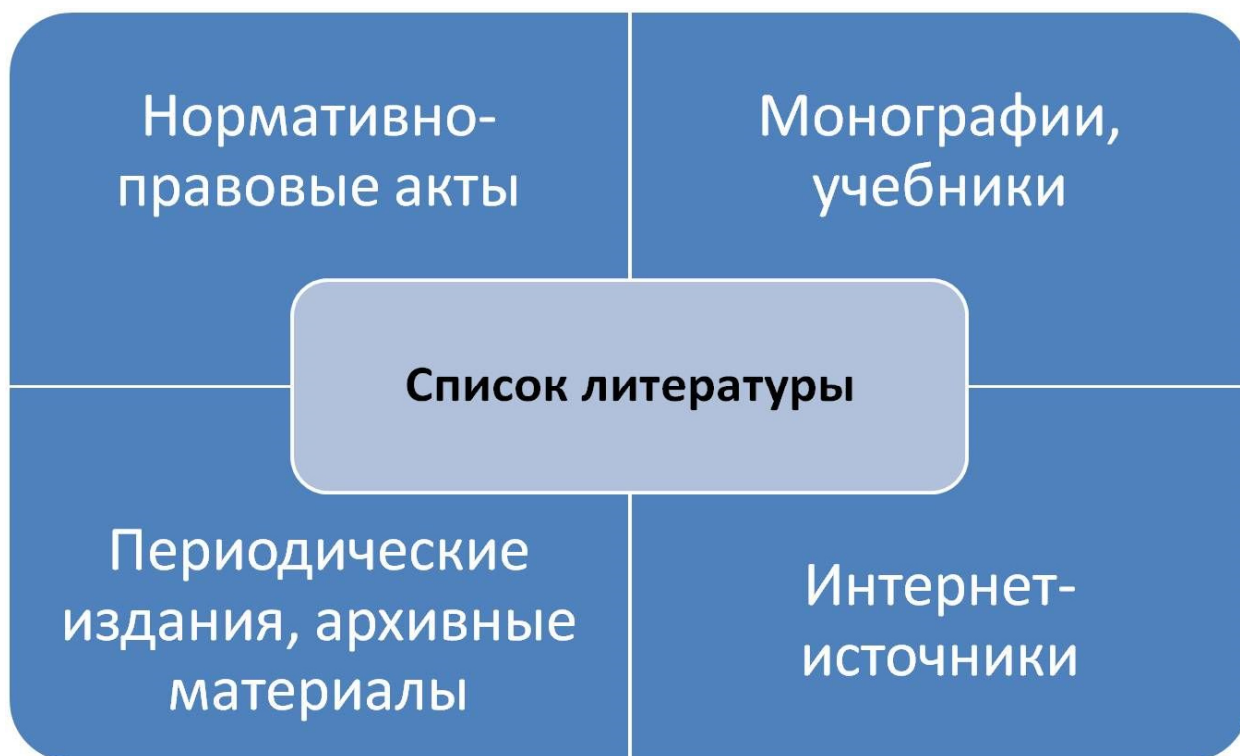 Нормативно-
правовые акты
Монографии,
учебники
Список литературы
Периодические
издания, архивные
материалы
Интернет-
источники